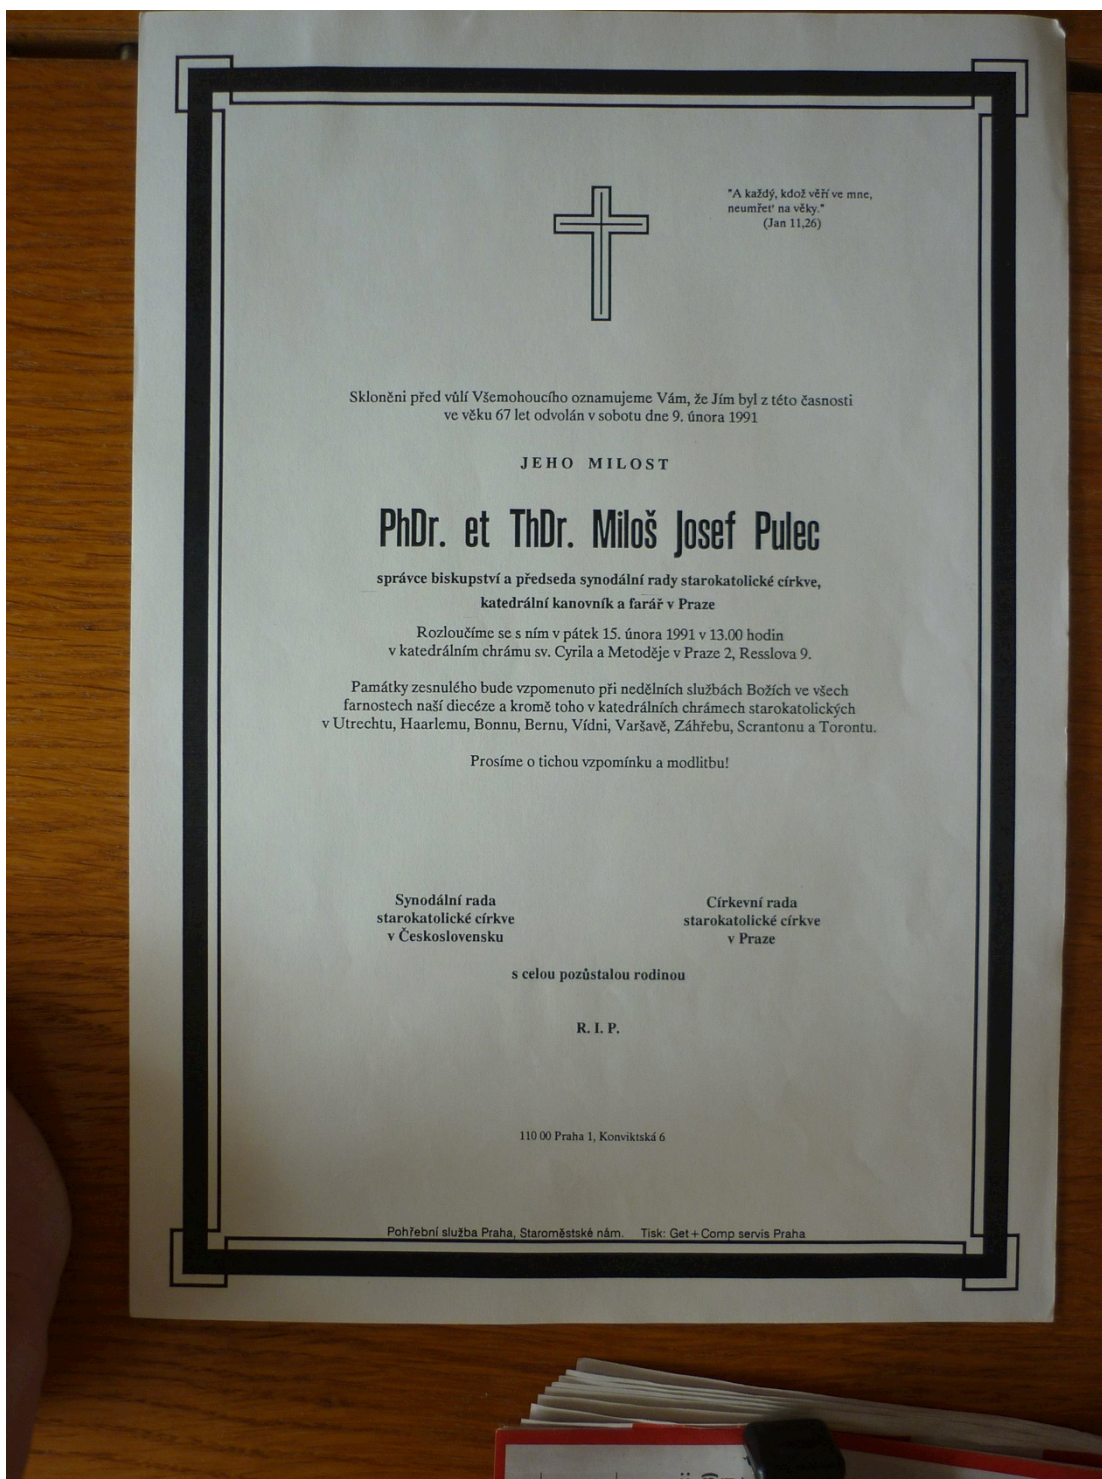 "A každý, kdož věří ve mne,
neumřeť na věky."
(Jan 11,26)
Skloněni před vůlí Všemohoucího oznamujeme Vám, že Jím byl z této časnosti
ve věku 67 let odvolán v sobotu dne 9. února 1991
JEHO MILOST
PhDr. et ThDr. Miloš Josef Pulec
správce biskupství a předseda synodální rady starokatolické církve,
katedrální kanovník a farář v Praze
Rozloučíme se s ním v pátek 15. února 1991 v 13.00 hodin
v katedrálním chrámu sv. Cyrila a Metoděje v Praze 2, Resslova 9.
Památky zesnulého bude vzpomenuto při nedělních službách Božích ve všech
farnostech naší diecéze a kromě toho v katedrálních chrámech starokatolických
v Utrechtu, Haarlemu, Bonnu, Bernu, Vídni, Varšavě, Záhřebu, Scrantonu a Torontu.
Prosíme o tichou vzpomínku a modlitbu!
Synodální rada
starokatolické církve
v Československu
Církevní rada
starokatolické církve
v Praze
s celou pozůstalou rodinou
R. I. P.
110 00 Praha 1, Konviktská 6
Pohřební služba Praha, Staroměstské nám. Tisk: Get + Comp servis Praha